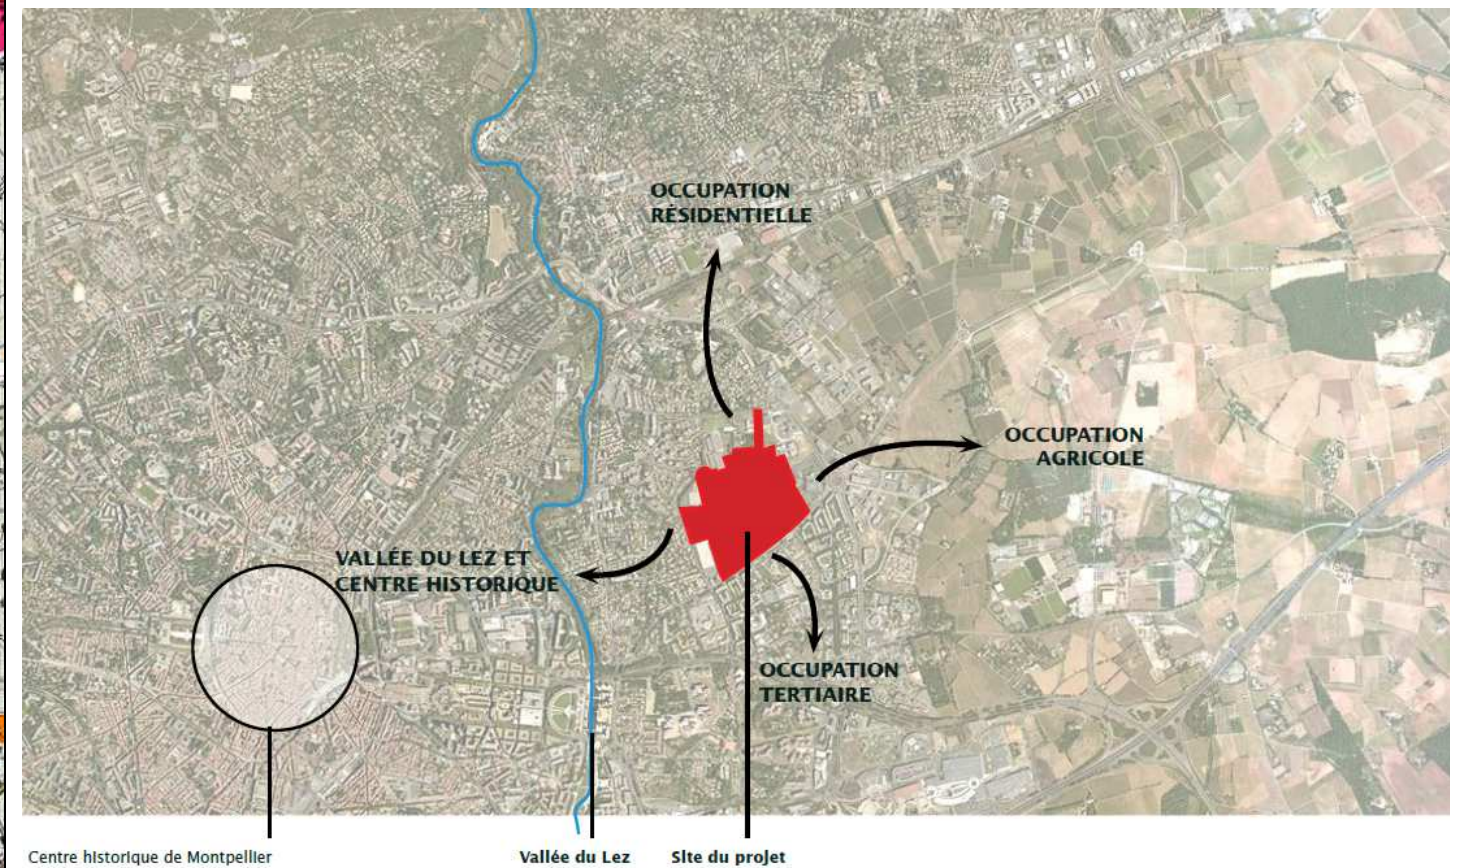 OCCUPATION
RÉSIDENTIELLE
OCCUPATION
AGRICOLE
VALLÉE DU LEZ ET
CENTRE HISTORIQUE
OCCUPATION
TERTIAIRE
Centre historique de Montpellier
Vallée du Lez
Site du projet